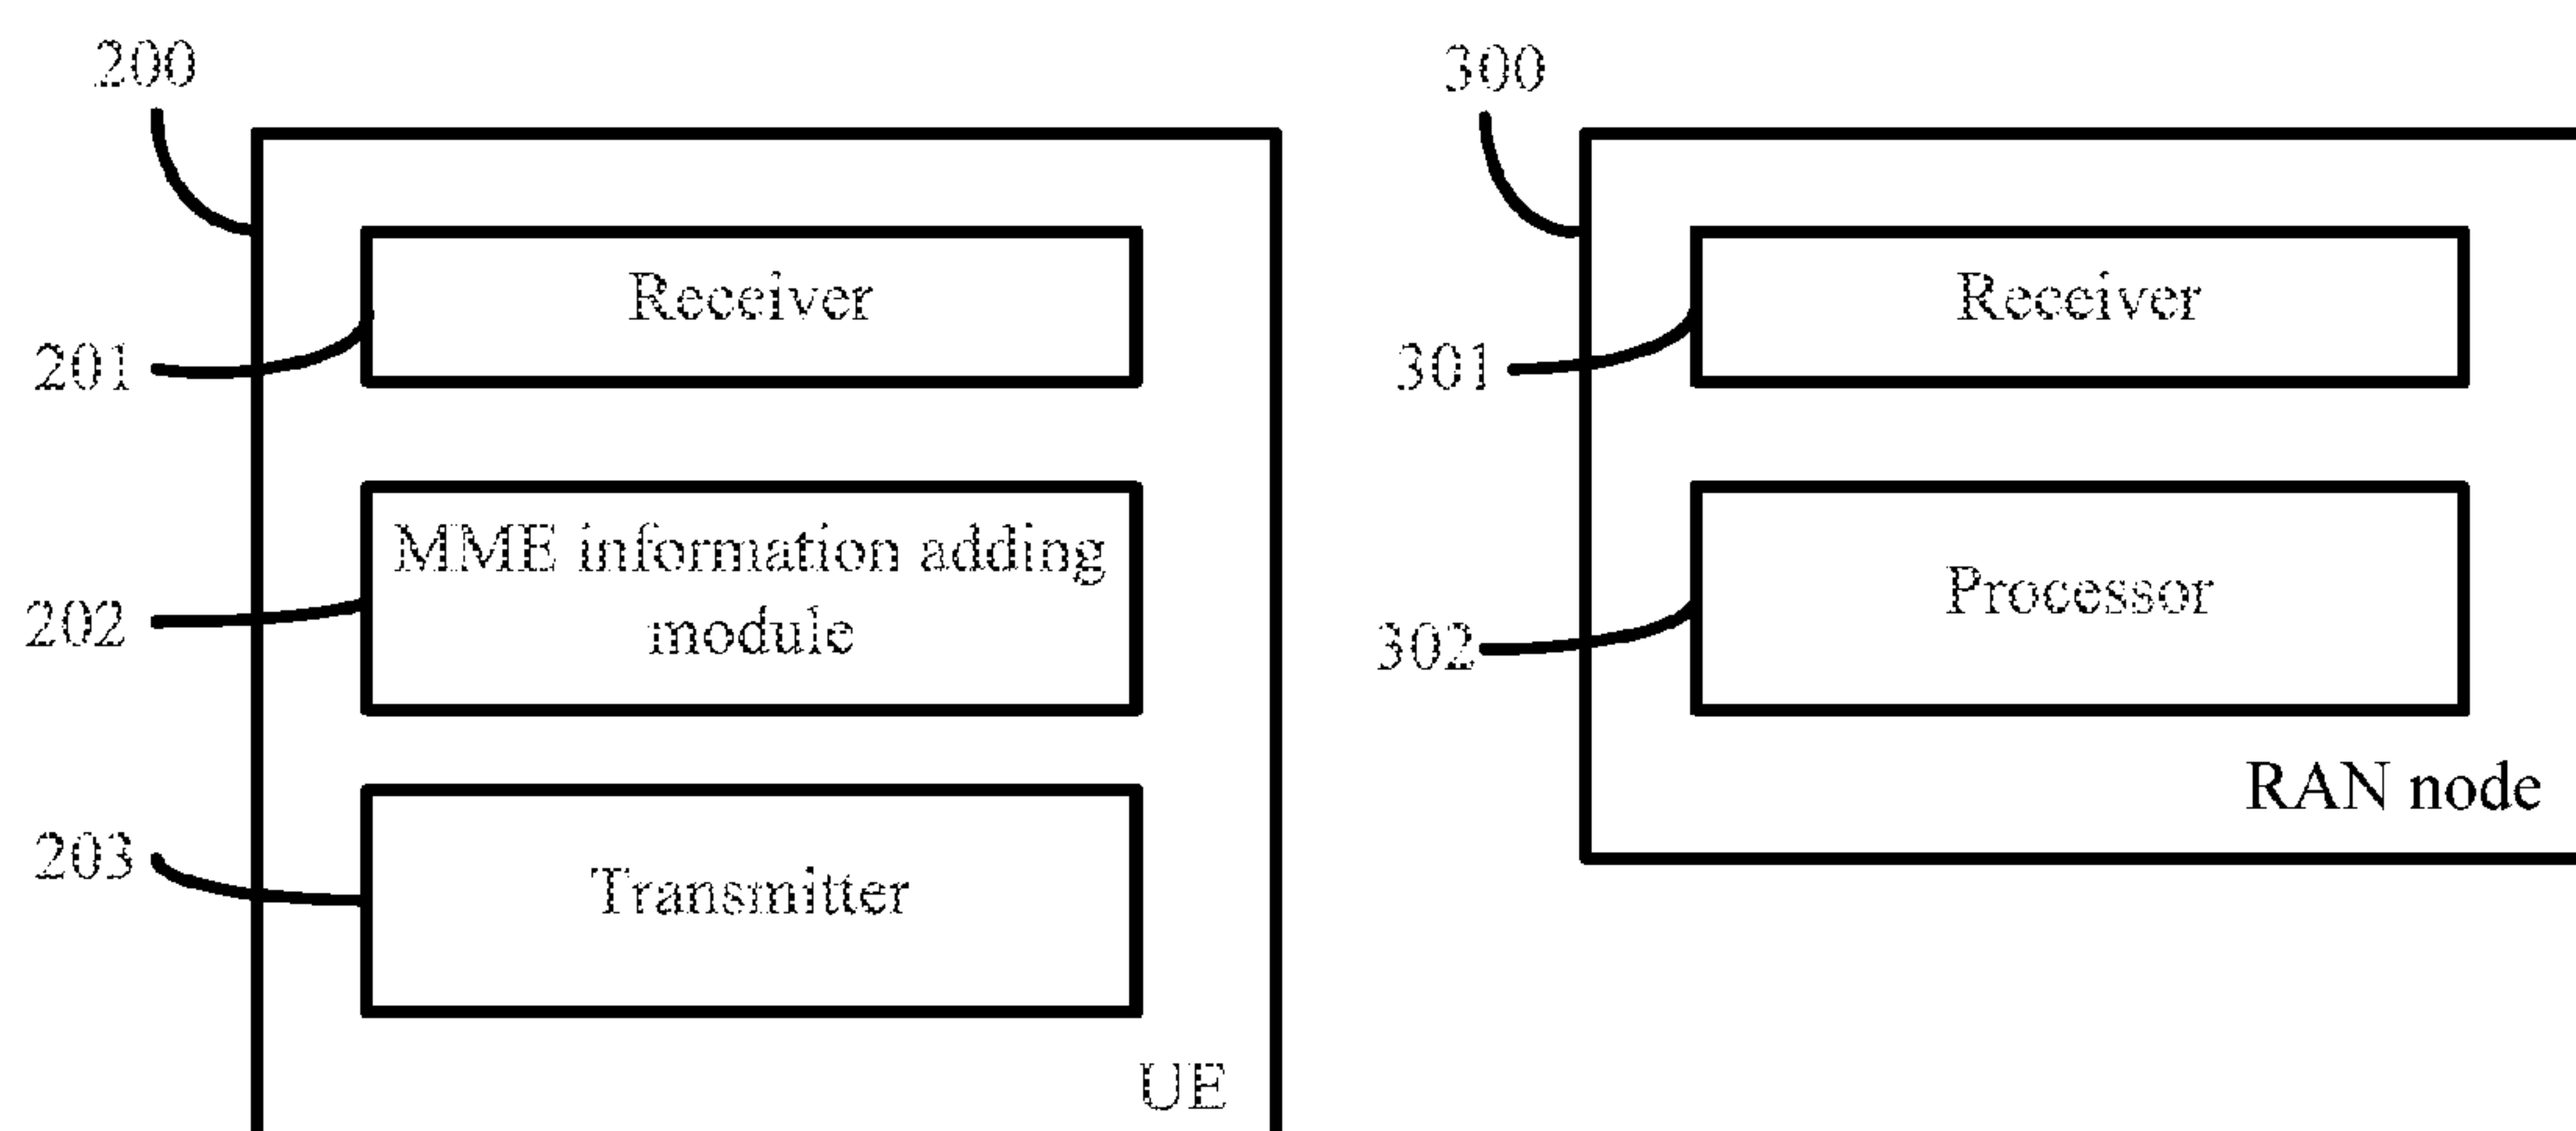 200
Receiver
201
MME information adding
module
202
Transmitter
203
UE
300
Receiver
301
Processor
302
RAN node